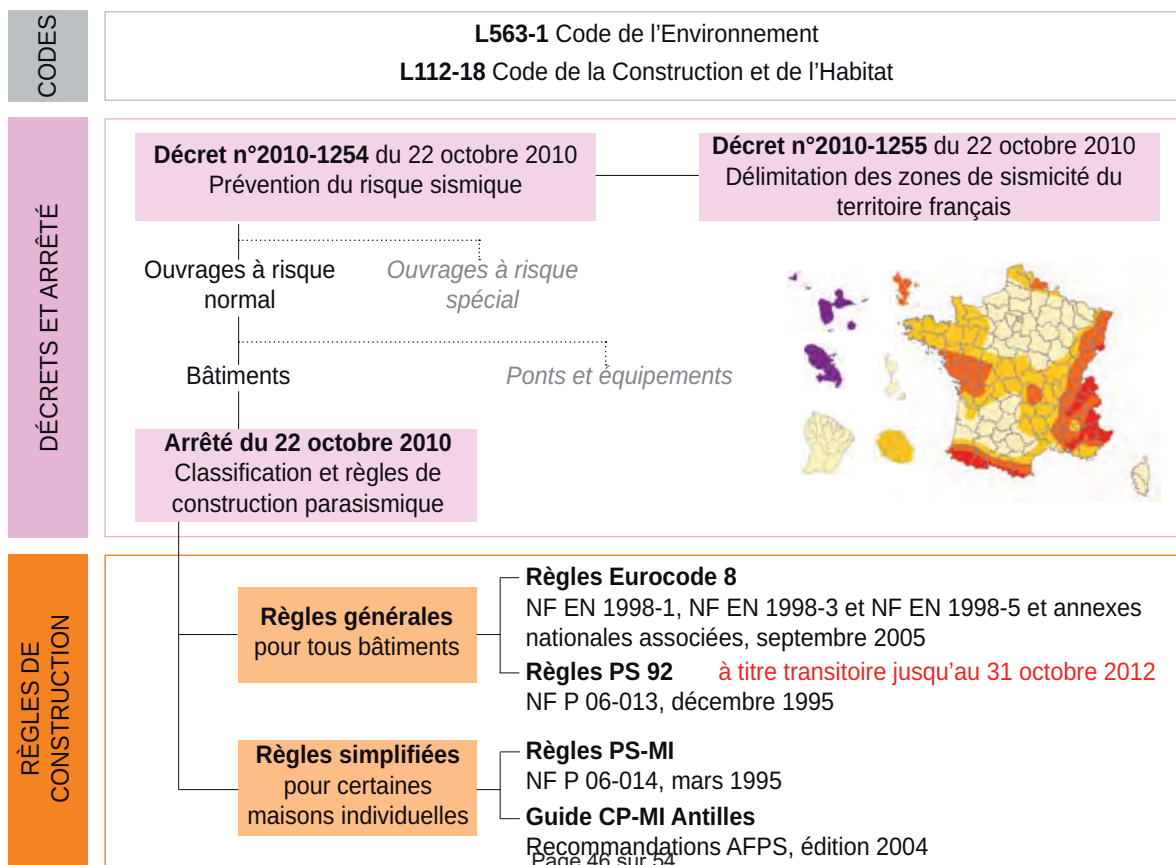 CODES
L563-1 Code de l'Environnement
L112-18 Code de la Construction et de l'Habitat
DÉCRETS ET ARRÊTÉ
Décret n°2010-1254 du 22 octobre 2010
Prévention du risque sismique
Décret n°2010-1255 du 22 octobre 2010
Délimitation des zones de sismicité du
territoire français
Ouvrages à risque
normal
Ouvrages à risque
spécial
Bâtiments
Ponts et équipements
Arrêté du 22 octobre 2010
Classification et règles de
construction parasismique
RÈGLES DE
CONSTRUCTION
Règles générales
pour tous bâtiments
Règles Eurocode 8
NF EN 1998-1, NF EN 1998-3 et NF EN 1998-5 et annexes
nationales associées, septembre 2005
Règles PS 92 à titre transitoire jusqu'au 31 octobre 2012
NF P 06-013, décembre 1995
Règles simplifiées
pour certaines
maisons individuelles
Règles PS-MI
NF P 06-014, mars 1995
Guide CP-MI Antilles
Recommandations AFPS, édition 2004
Page 46 sur 54